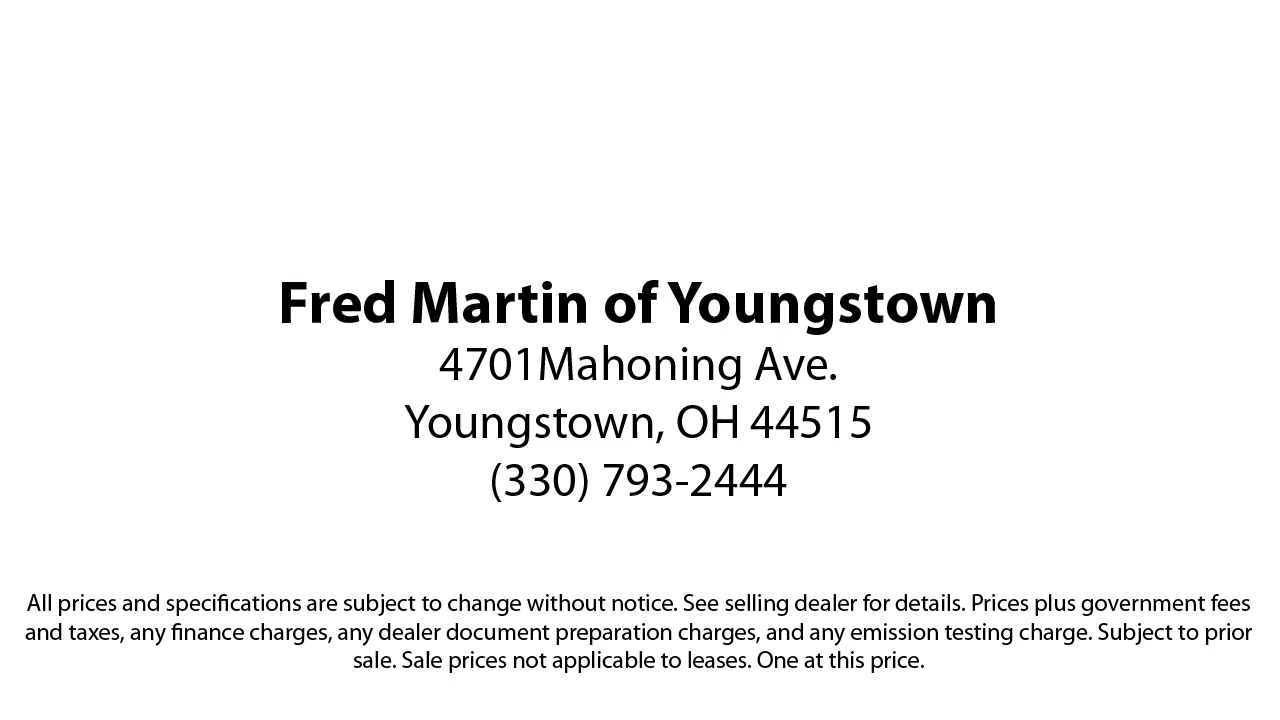 Fred Martin of Youngstown
4701Mahoning Ave.
Youngstown, OH 44515
(330) 793-2444
All prices and specifications are subject to change without notice. See selling dealer for details. Prices plus government fees
and taxes, any finance charges, any dealer document preparation charges, and any emission testing charge. Subject to prior
sale. Sale prices not applicable to leases. One at this price.